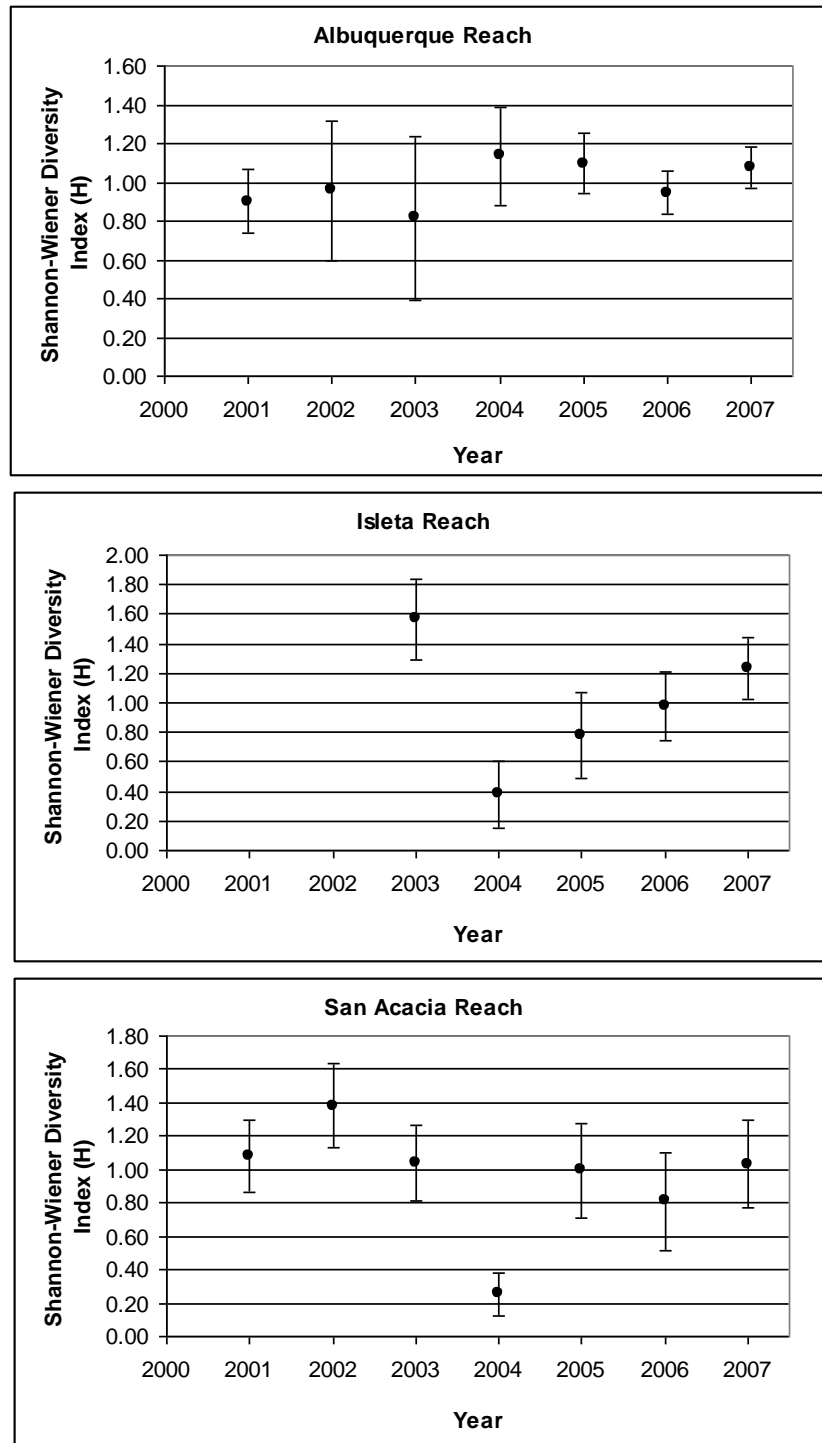 Albuquerque Reach
1.60
1.40
1.20
1.00
0.80
0.60
0.40
0.20
0.00
Shannon-Wiener Diversity
Index (H)
2000 2001 2002 2003 2004 2005 2006 2007
Year
Isleta Reach
2.00
1.80
1.60
1.40
1.20
1.00
0.80
0.60
0.40
0.20
0.00
Shannon-Wiener Diversity
Index (H)
2000 2001 2002 2003 2004 2005 2006 2007
Year
San Acacia Reach
1.80
1.60
1.40
1.20
1.00
0.80
0.60
0.40
0.20
0.00
Shannon-Wiener Diversity
Index (H)
2000 2001 2002 2003 2004 2005 2006 2007
Year